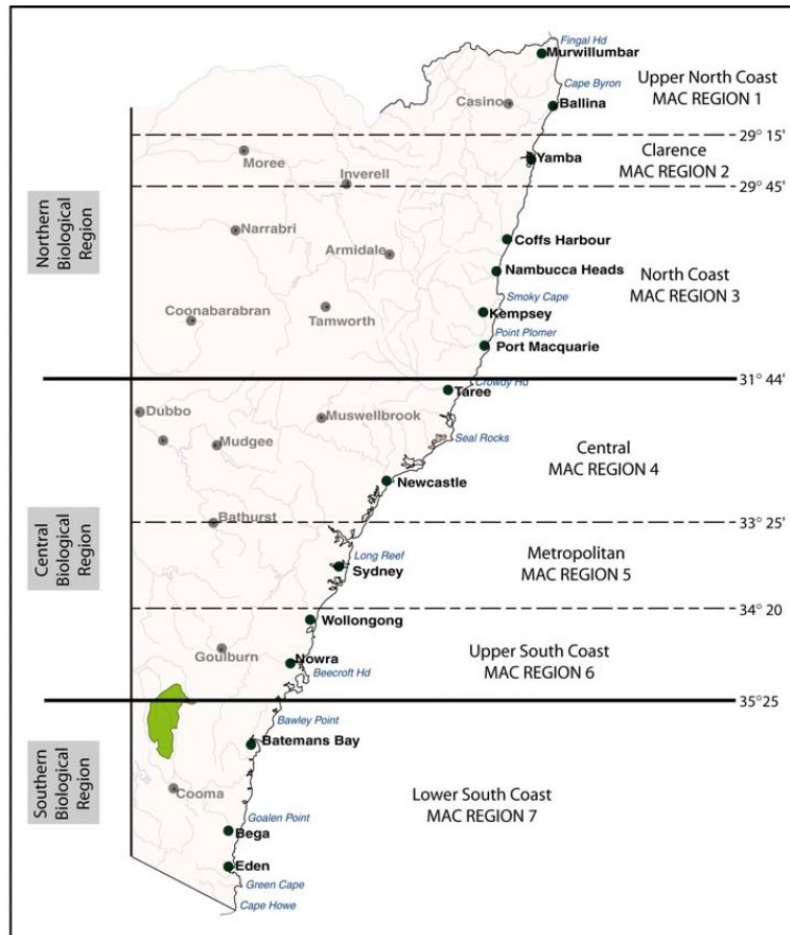 Fingal Hd
Murwillumbar
Upper North Coast
MAC REGION 1
Cape Byron
Casino
Ballina
29° 15'
Clarence
MAC REGION 2
Moree
Yamba
Inverell
29° 45'
Northern
Biological
Region
Narrabri
Coffs Harbour
Armidale
Nambucca Heads
North Coast
MAC REGION 3
Smoky Cape
Coonabarabran
Tamworth
Kempsey
Point Plomer
Port Macquarie
31° 44'
Crowdy Hd
Taree
Dubbo
Muswellbrook
Mudgee
Seal Rocks
Central
MAC REGION 4
Newcastle
Bathurst
33° 25'
Central
Biological
Region
Long Reef
Sydney
Metropolitan
MAC REGION 5
34° 20
Wollongong
Goulburn
Nowra
Upper South Coast
MAC REGION 6
Beecroft Hd
35° 25
Bawley Point
Batemans Bay
Southern
Biological
Region
Cooma
Lower South Coast
MAC REGION 7
Goalen Point
Bega
Eden
Green Cape
Cape Howe